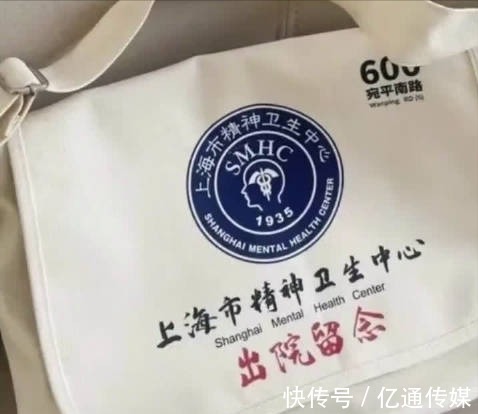 600
宛平南路
Wanping RD (S)
上海市精神卫生中心
SMHC
1935
SHANGHAI MENTAL HEALTH CENTER
上海市精神卫生中心
Shanghai Mental Health Center
出院留念
快传号／亿通传媒